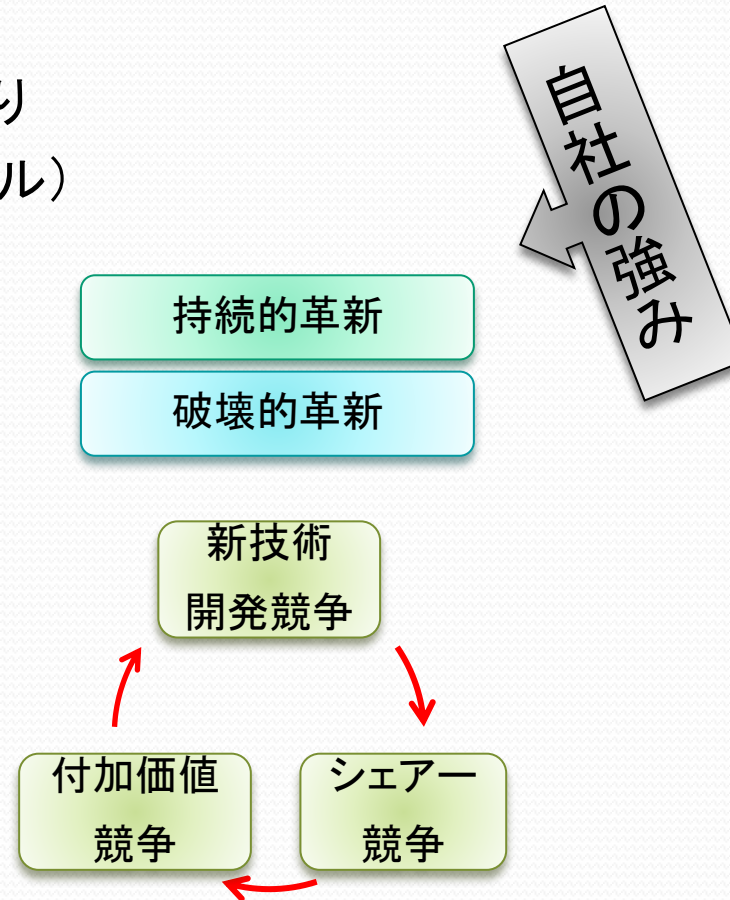 り
ル）
自社の強み
持続的革新
破壊的革新
新技術
開発競争
付加価値
競争
シェアー
競争